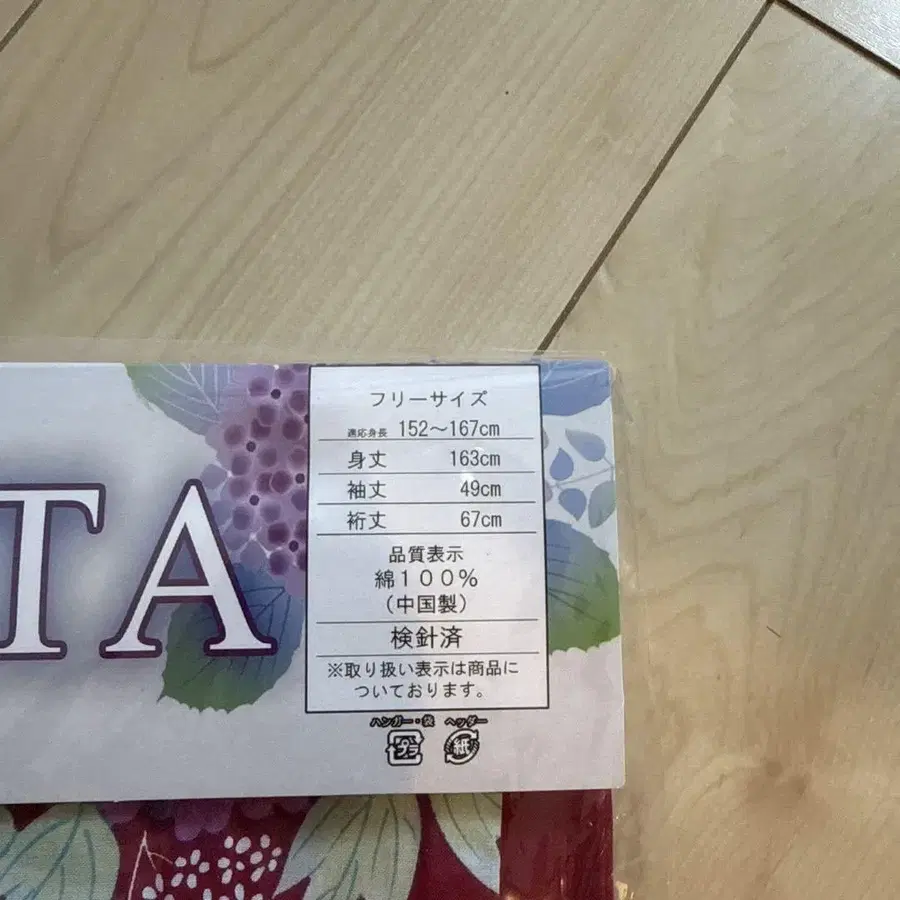 TA
フリーサイズ
適応身長 152～167cm
身丈 163cm
袖丈 49cm
裄丈 67cm
品質表示
綿１００％
（中国製）
検針済
※取り扱い表示は商品に
ついております。
ハンガー・袋 ヘッダー
プラ 紙